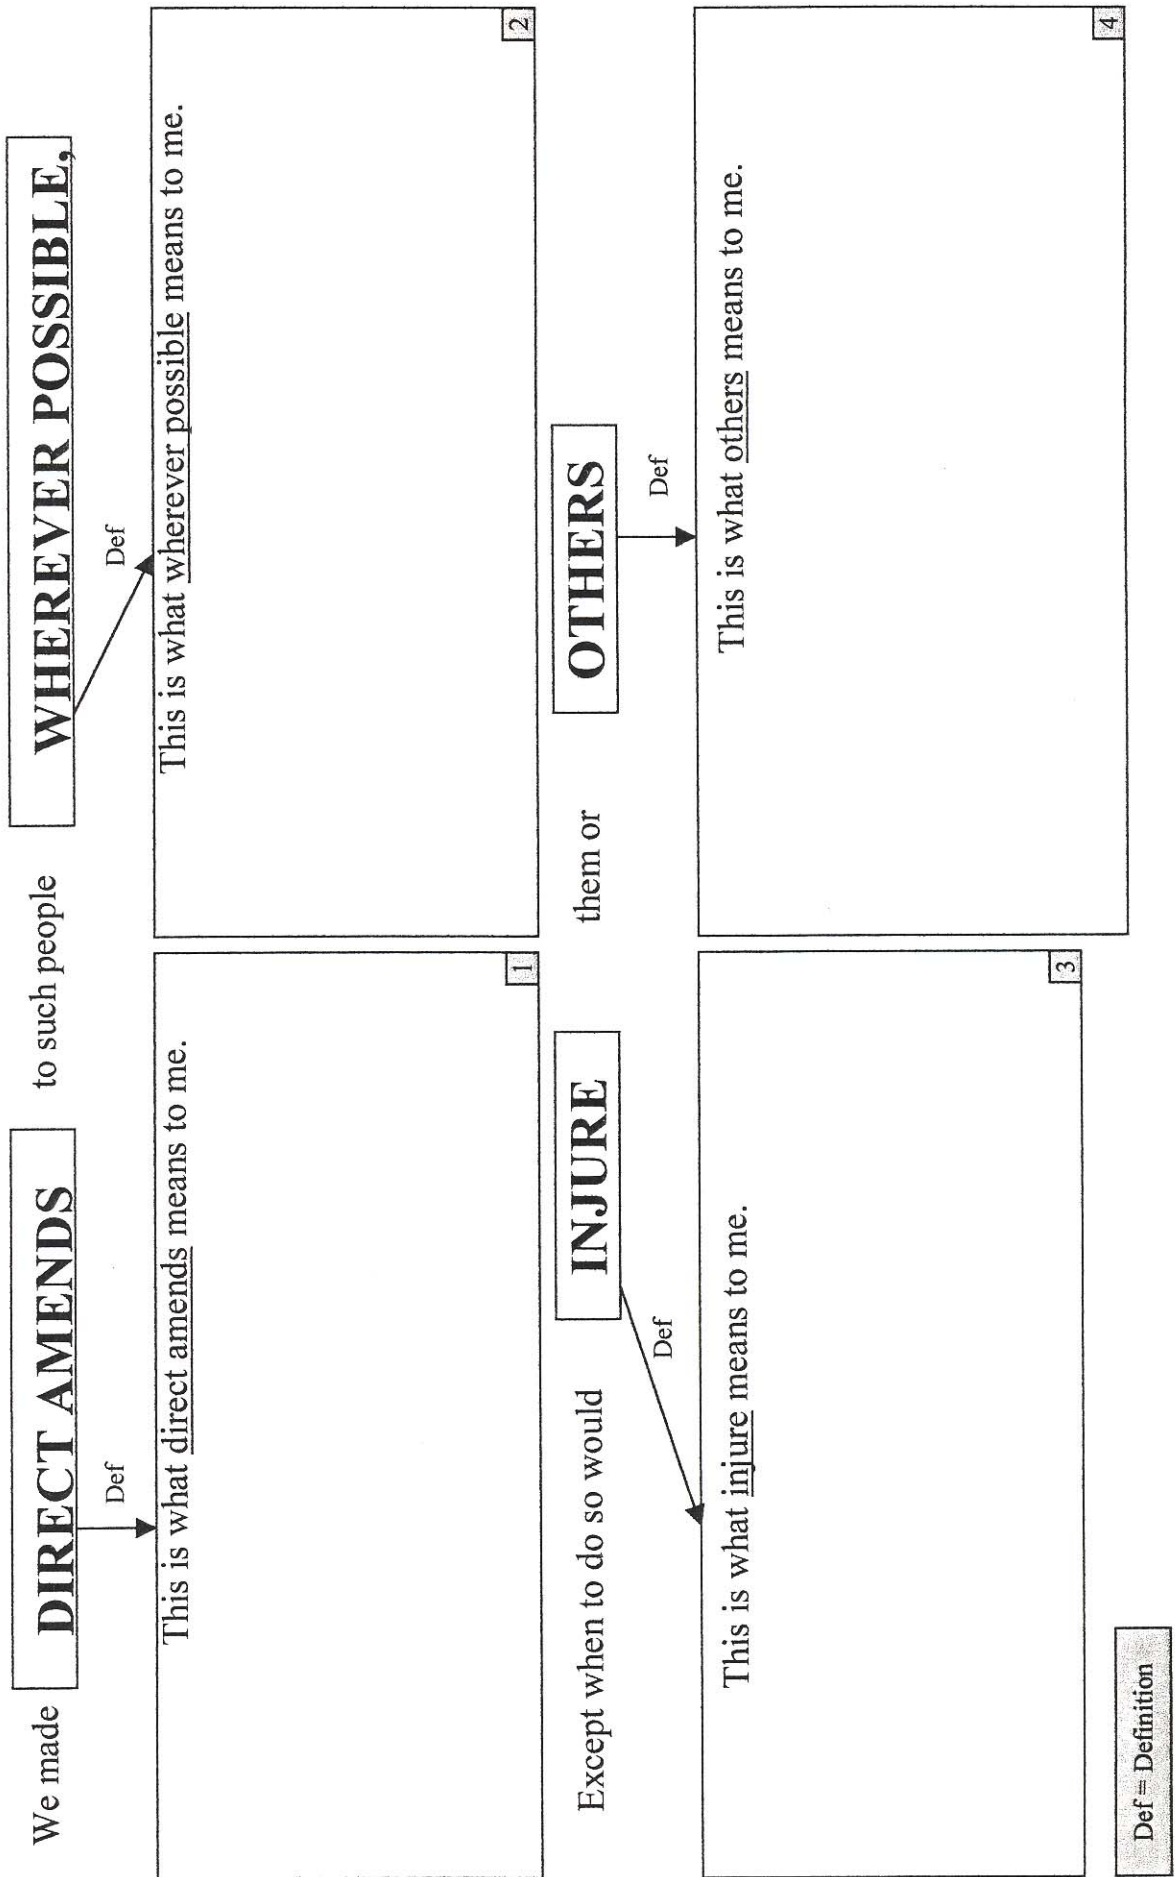 We made DIRECT AMENDS to such people WHEREVER POSSIBLE,
Def
Def
This is what direct amends means to me.
1
This is what wherever possible means to me.
2
Except when to do so would INJURE them or OTHERS
Def
Def
This is what injure means to me.
3
This is what others means to me.
4
Def = Definition